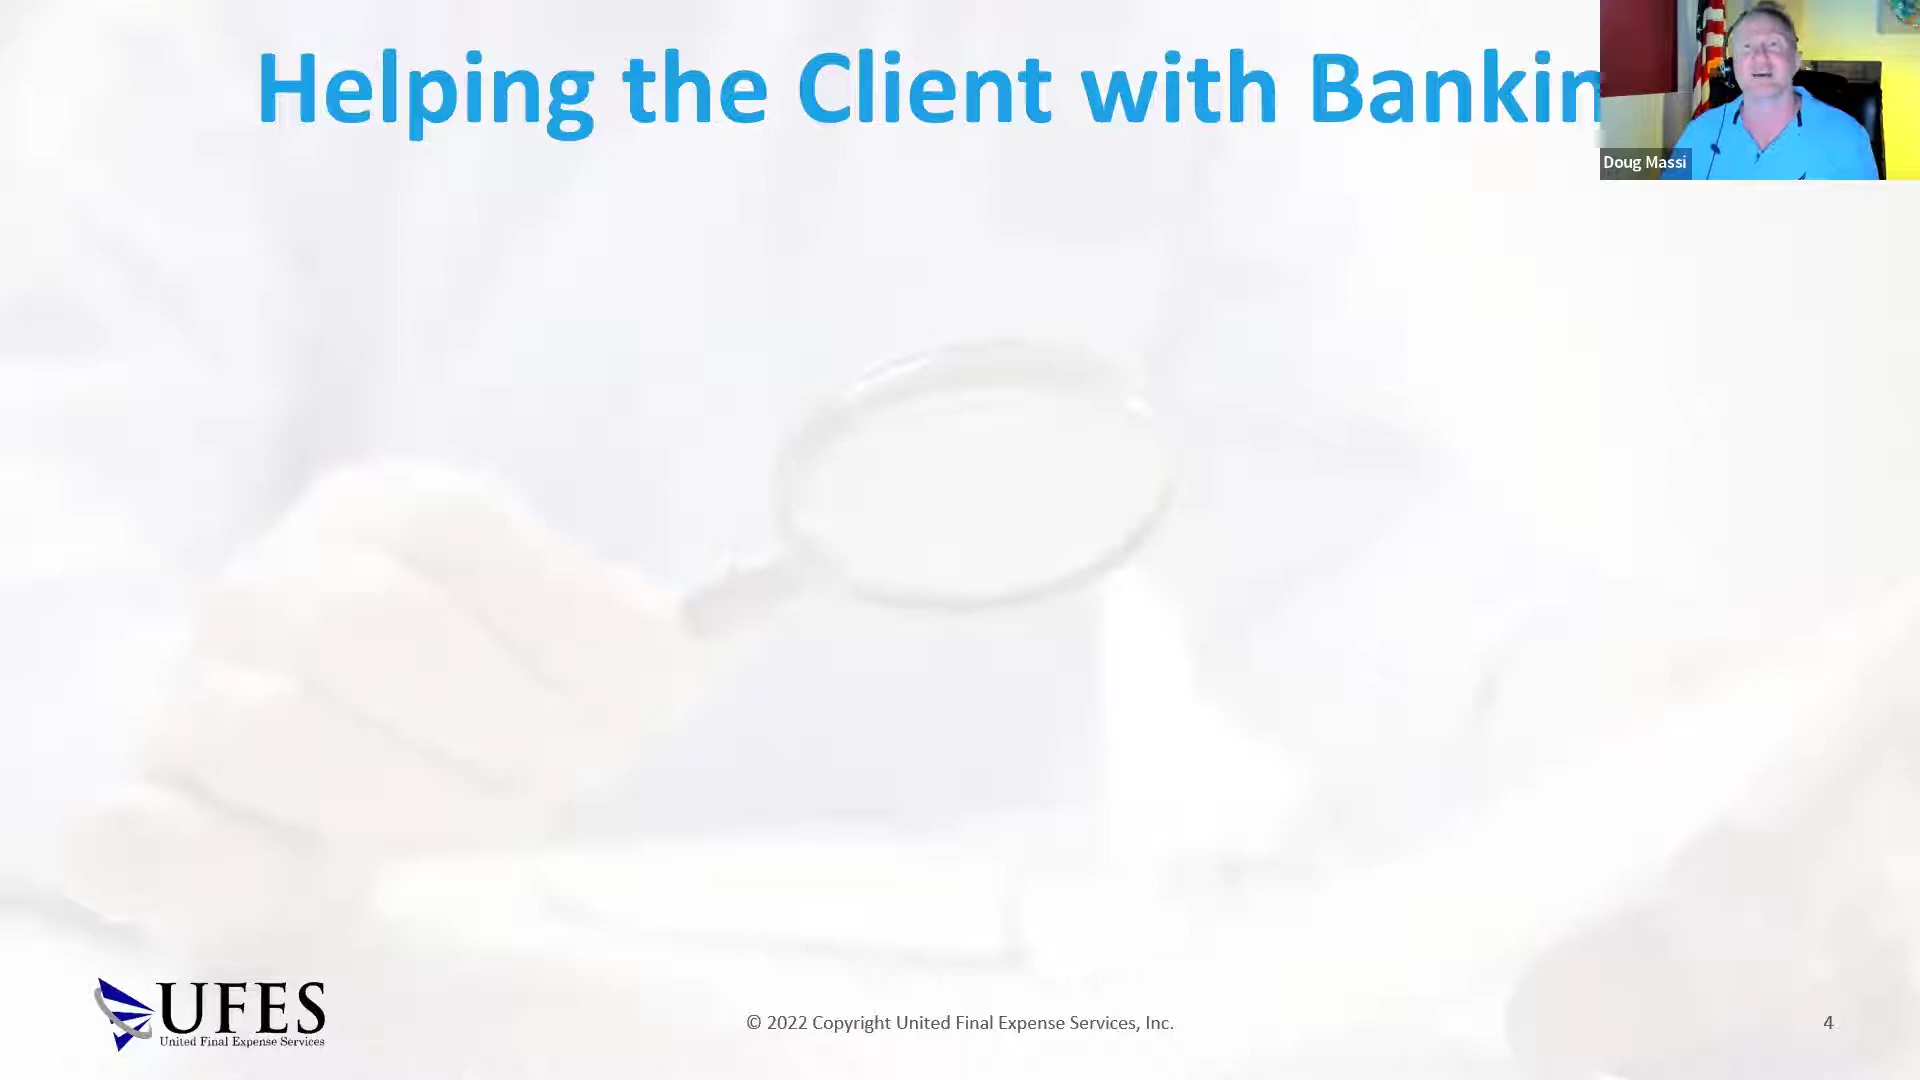 Helping the Client with Bankin
Doug Massi
UFES
United Final Expense Services
© 2022 Copyright United Final Expense Services, Inc.
4